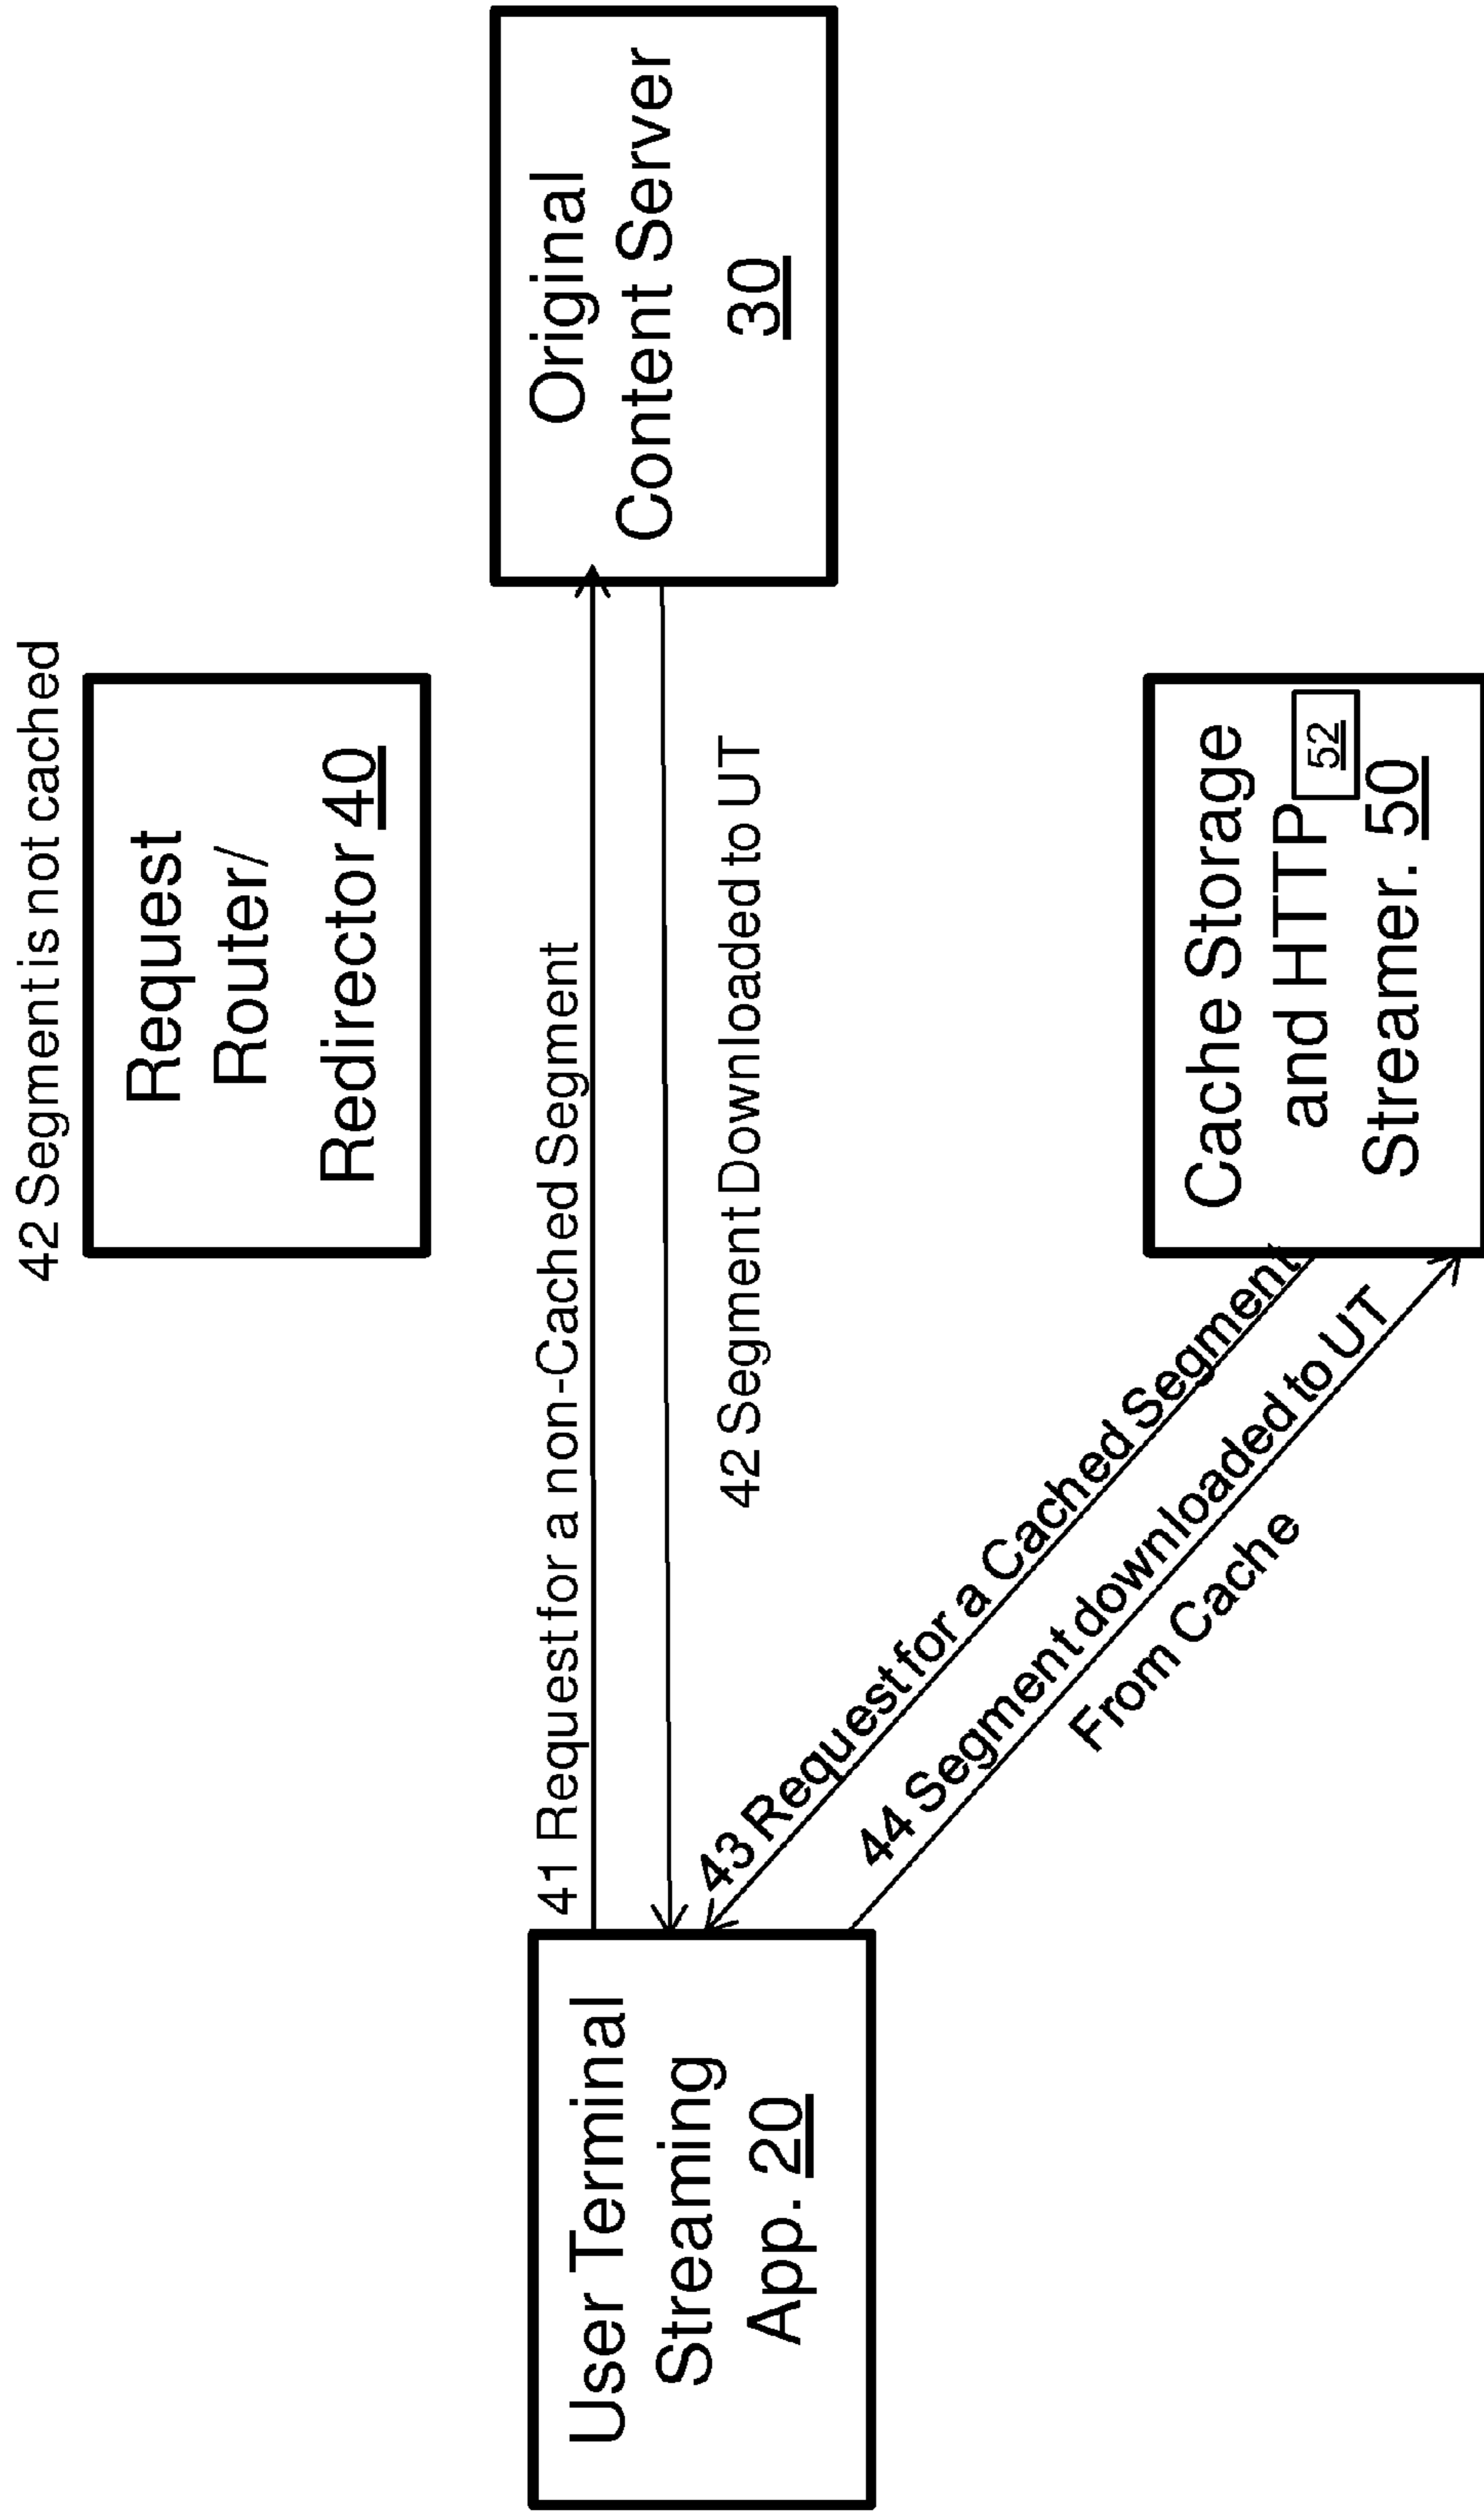 42 Segment is not cached
Request
Router/
Redirector 40
Original
Content Server
30
41 Request for a non-Cached Segment
42 Segment Downloaded to UT
User Terminal
Streaming
App. 20
43 Request for a Cached Segment
44 Segment downloaded to UT
From Cache
Cache Storage
and HTTP
52
Streamer. 50